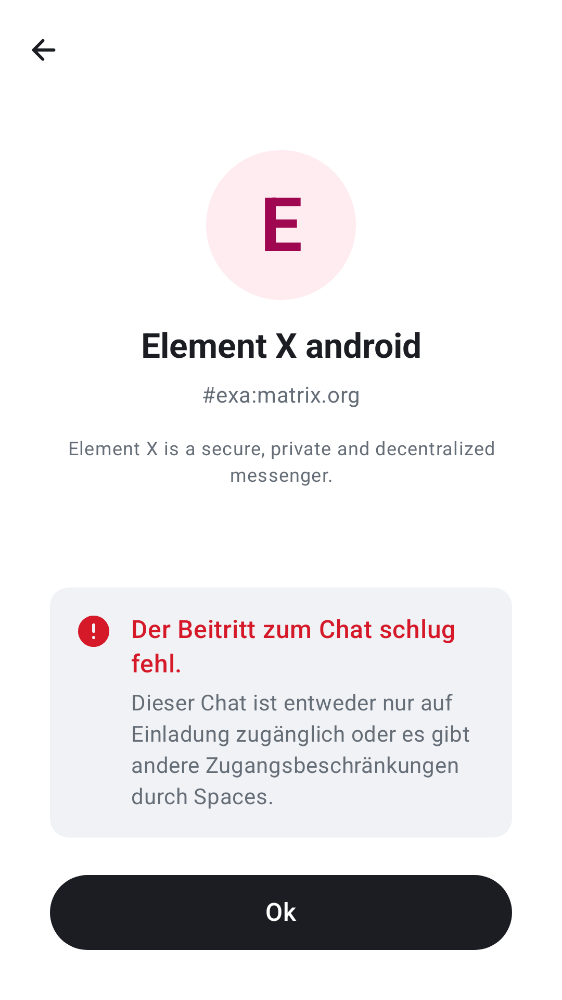 E
Element X android
#exa:matrix.org
Element X is a secure, private and decentralized
messenger.
Der Beitritt zum Chat schlug
fehl.
Dieser Chat ist entweder nur auf
Einladung zugänglich oder es gibt
andere Zugangsbeschränkungen
durch Spaces.
Ok